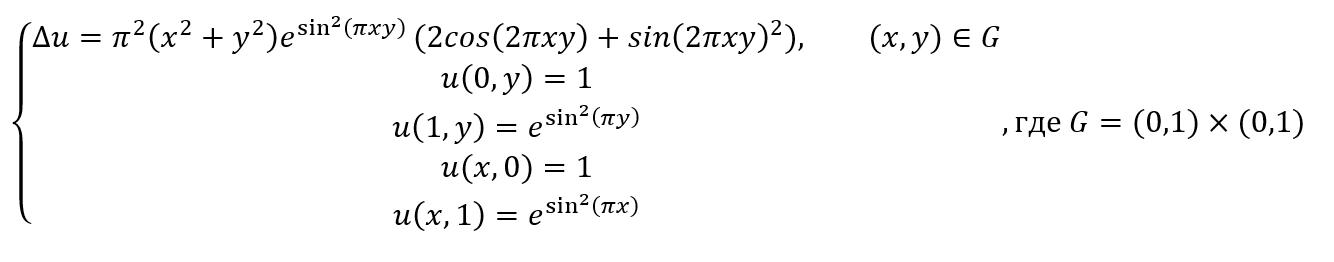 Δu = π²(x² + y²)e^{sin²(πxy)} (2cos(2πxy) + sin(2πxy)²), (x, y) ∈ G
u(0, y) = 1
u(1, y) = e^{sin²(πy)}
, где G = (0,1) × (0,1)
u(x, 0) = 1
u(x, 1) = e^{sin²(πx)}